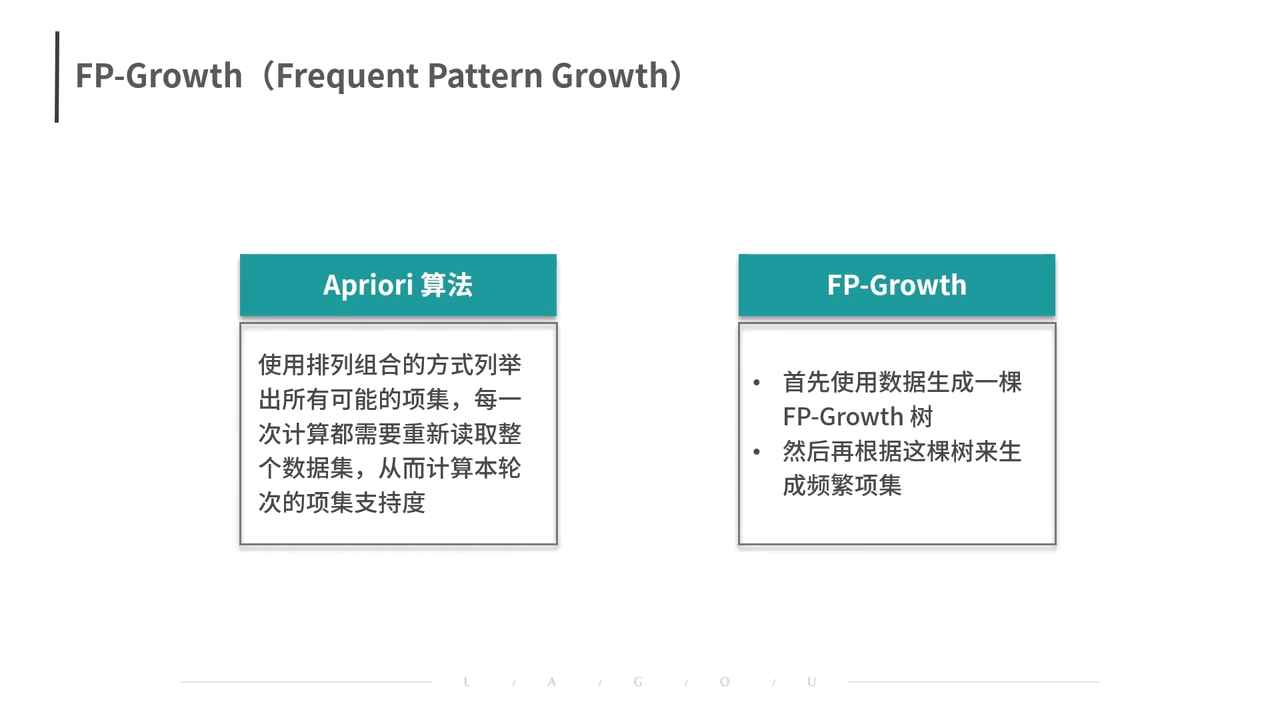 FP-Growth（Frequent Pattern Growth）
Apriori 算法
使用排列组合的方式列举
出所有可能的项集，每一
次计算都需要重新读取整
个数据集，从而计算本轮
次的项集支持度
FP-Growth
• 首先使用数据生成一棵
FP-Growth 树
• 然后再根据这棵树来生
成频繁项集
L / A / G / O / U